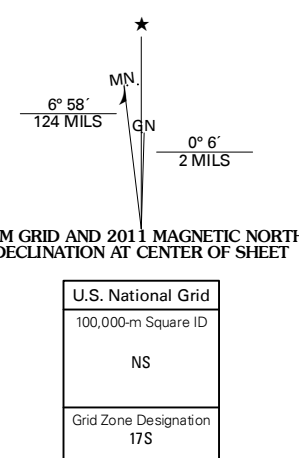 ★
MN.
GN
6° 58´
124 MILS
0° 6´
2 MILS
M GRID AND 2011 MAGNETIC NORTH
DECLINATION AT CENTER OF SHEET
U.S. National Grid
100,000-m Square ID
NS
Grid Zone Designation
17S